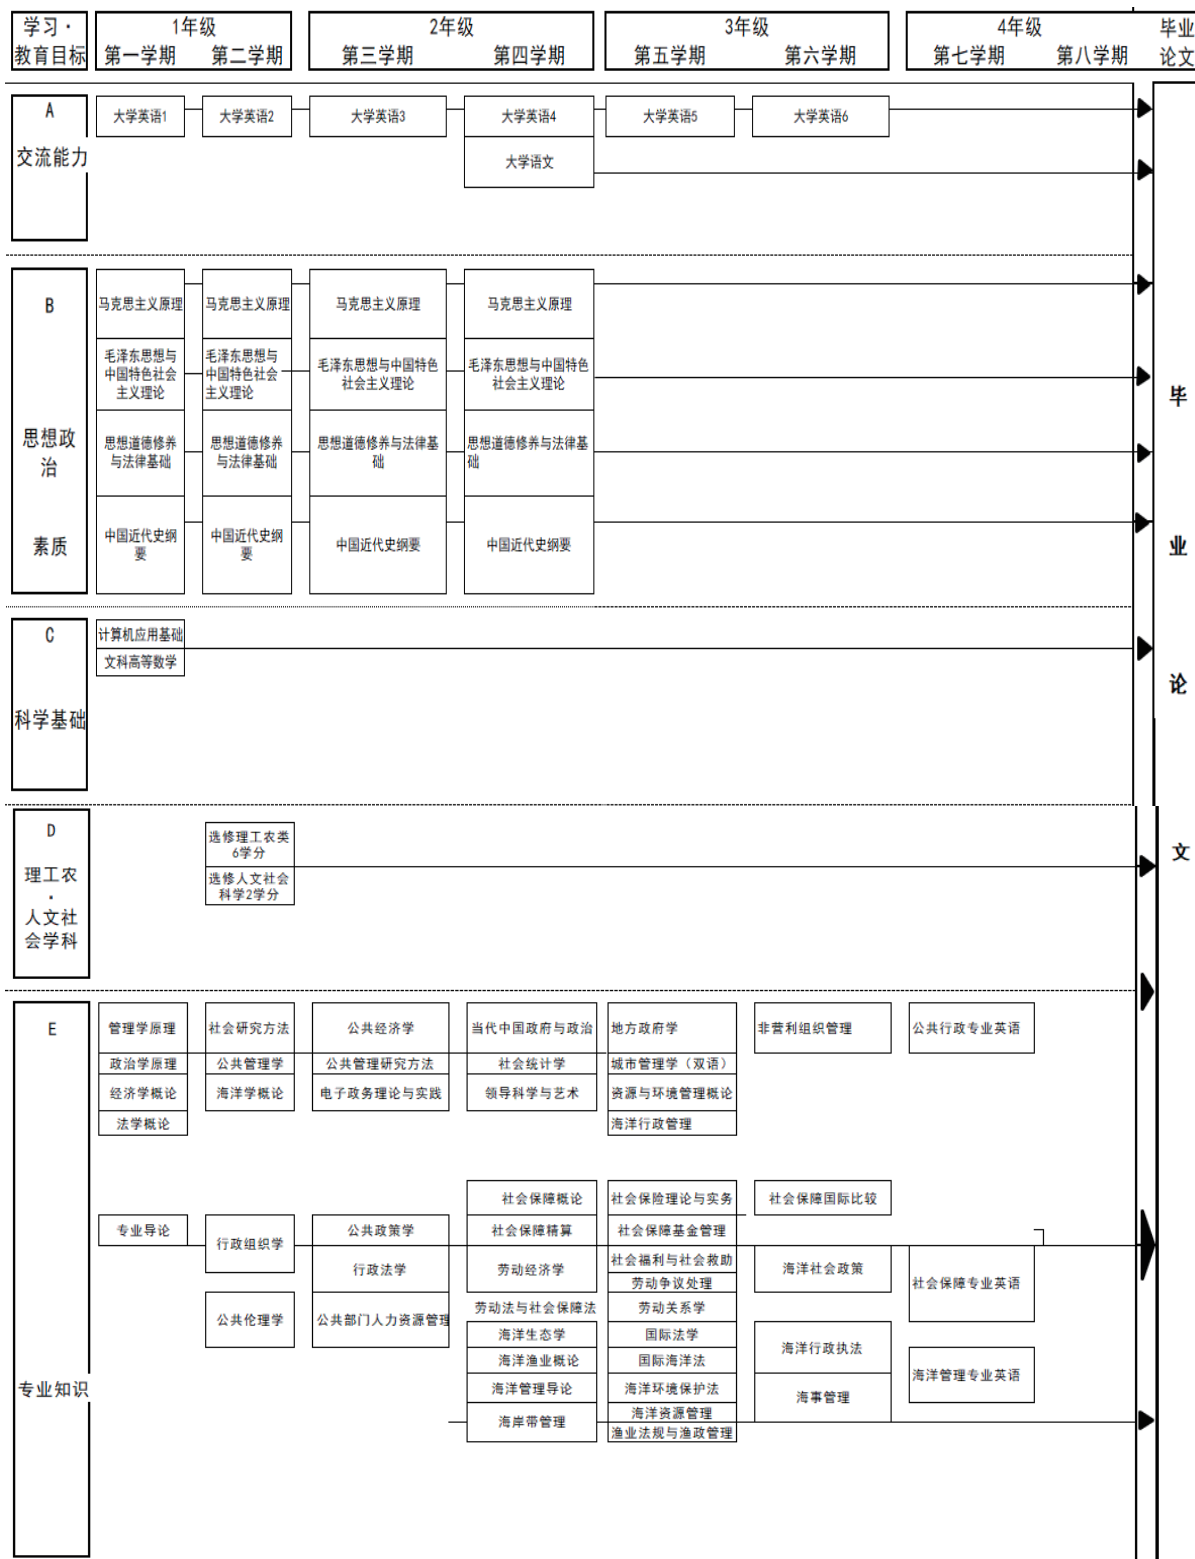 学习·
教育目标
1年级
第一学期 第二学期
2年级
第三学期 第四学期
3年级
第五学期 第六学期
4年级
第七学期 第八学期
毕业
论文
A
交流能力
大学英语1
大学英语2
大学英语3
大学英语4
大学英语5
大学英语6
大学语文
B
思想政
治
素质
马克思主义原理
马克思主义原理
马克思主义原理
马克思主义原理
毛泽东思想与
中国特色社会
主义理论
毛泽东思想与
中国特色社会
主义理论
毛泽东思想与中国特色
社会主义理论
毛泽东思想与中国特色
社会主义理论
思想道德修养
与法律基础
思想道德修养
与法律基础
思想道德修养与法律基
础
思想道德修养与法律基
础
中国近代史纲
要
中国近代史纲
要
中国近代史纲要
中国近代史纲要
C
科学基础
计算机应用基础
文科高等数学
D
理工农
·
人文社
会学科
选修理工农类
6学分
选修人文社会
科学2学分
E
专业知识
管理学原理
社会研究方法
公共经济学
当代中国政府与政治
地方政府学
非营利组织管理
公共行政专业英语
政治学原理
公共管理学
公共管理研究方法
社会统计学
城市管理学（双语）
经济学概论
海洋学概论
电子政务理论与实践
领导科学与艺术
资源与环境管理概论
法学概论
海洋行政管理
社会保障概论
社会保险理论与实务
社会保障国际比较
专业导论
行政组织学
公共政策学
社会保障精算
社会保障基金管理
行政法学
劳动经济学
社会福利与社会救助
劳动争议处理
海洋社会政策
社会保障专业英语
公共伦理学
公共部门人力资源管理
劳动法与社会保障法
劳动关系学
海洋生态学
国际法学
海洋行政执法
海洋渔业概论
国际海洋法
海洋管理专业英语
海洋管理导论
海洋环境保护法
海事管理
海岸带管理
海洋资源管理
渔业法规与渔政管理
毕
业
论
文